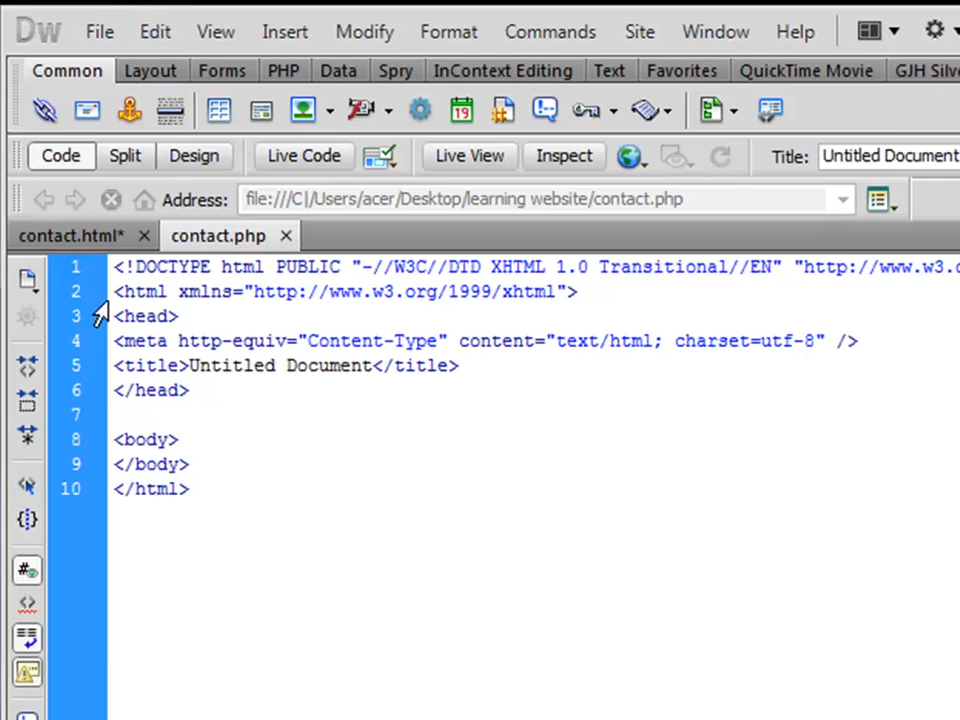 Dw File Edit View Insert Modify Format Commands Site Window Help
Common Layout Forms PHP Data Spry InContext Editing Text Favorites QuickTime Movie GJH
19
Code Split Design Live Code Live View Inspect Title: Untitled Document
Address: file:///C|/Users/acer/Desktop/learning website/contact.php
contact.html* contact.php
1 <!DOCTYPE html PUBLIC "-//W3C//DTD XHTML 1.0 Transitional//EN" "http://www.w3.
2 <html xmlns="http://www.w3.org/1999/xhtml">
3 <head>
4 <meta http-equiv="Content-Type" content="text/html; charset=utf-8" />
5 <title>Untitled Document</title>
6 </head>
7
8 <body>
9 </body>
10 </html>